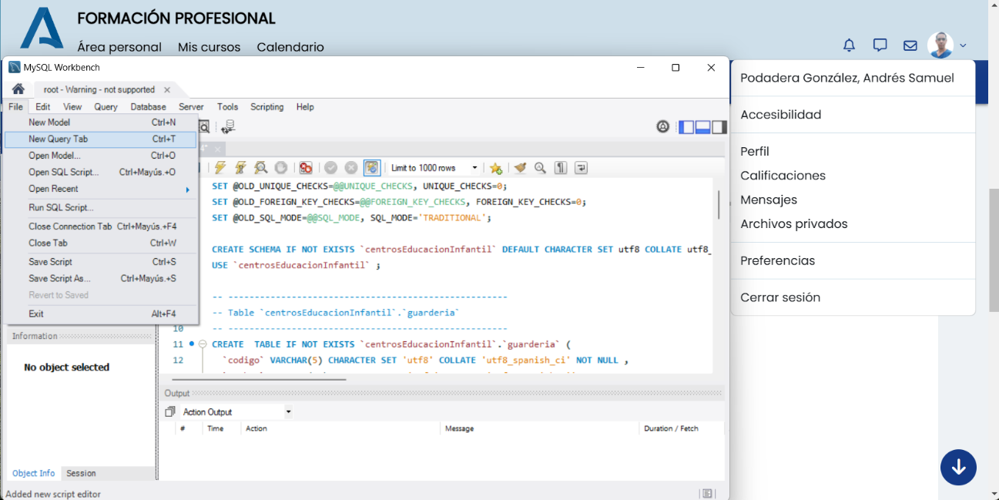 FORMACIÓN PROFESIONAL
Área personal Mis cursos Calendario
MySQL Workbench
root - Warning - not supported
File Edit View Query Database Server Tools Scripting Help
New Model Ctrl+N
New Query Tab Ctrl+T
Open Model... Ctrl+O
Open SQL Script... Ctrl+Mayús.+O
Open Recent
Run SQL Script...
Close Connection Tab Ctrl+Mayús.+F4
Close Tab Ctrl+W
Save Script Ctrl+S
Save Script As... Ctrl+Mayús.+S
Revert to Saved
Exit Alt+F4
Limit to 1000 rows
SET @OLD_UNIQUE_CHECKS=@@UNIQUE_CHECKS, UNIQUE_CHECKS=0;
SET @OLD_FOREIGN_KEY_CHECKS=@@FOREIGN_KEY_CHECKS, FOREIGN_KEY_CHECKS=0;
SET @OLD_SQL_MODE=@@SQL_MODE, SQL_MODE='TRADITIONAL';
CREATE SCHEMA IF NOT EXISTS `centrosEducacionInfantil` DEFAULT CHARACTER SET utf8 COLLATE utf8_
USE `centrosEducacionInfantil` ;
-- -----------------------------------------------------
-- Table `centrosEducacionInfantil`.`guarderia`
10 -- -----------------------------------------------------
11 CREATE TABLE IF NOT EXISTS `centrosEducacionInfantil`.`guarderia` (
12 `codigo` VARCHAR(5) CHARACTER SET 'utf8' COLLATE 'utf8_spanish_ci' NOT NULL ,
Information
No object selected
Object Info Session
Output
Action Output
# Time Action Message Duration / Fetch
Added new script editor
Podadera González, Andrés Samuel
Accesibilidad
Perfil
Calificaciones
Mensajes
Archivos privados
Preferencias
Cerrar sesión